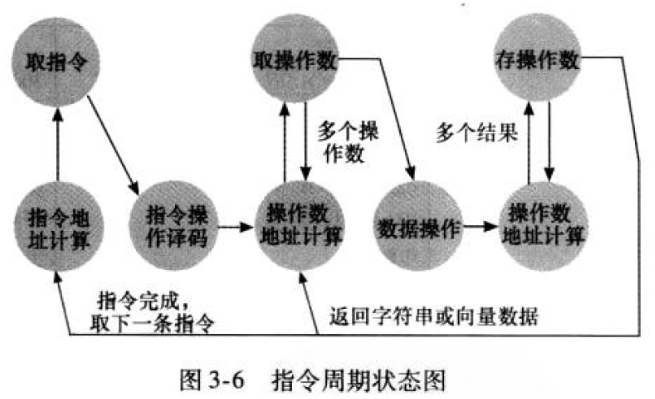 取指令
取操作数
存操作数
多个操
作数
多个结果
指令地
址计算
指令操
作译码
操作数
地址计算
数据操作
操作数
地址计算
指令完成，
取下一条指令
返回字符串或向量数据
图 3-6 指令周期状态图